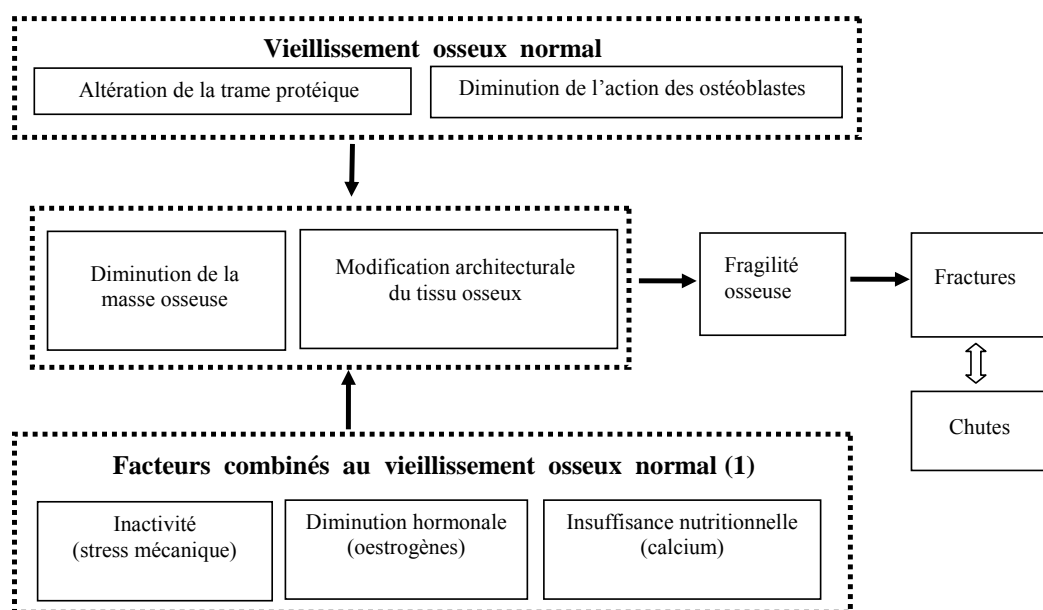 Vieillissement osseux normal
Altération de la trame protéique
Diminution de l’action des ostéoblastes
Diminution de la
masse osseuse
Modification architecturale
du tissu osseux
Fragilité
osseuse
Fractures
Chutes
Facteurs combinés au vieillissement osseux normal (1)
Inactivité
(stress mécanique)
Diminution hormonale
(oestrogènes)
Insuffisance nutritionnelle
(calcium)